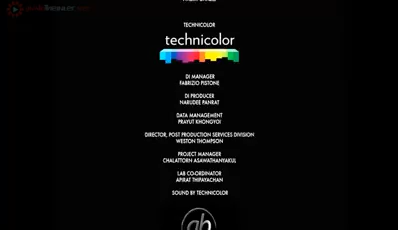 TECHNICOLOR
technicolor
DI MANAGER
FABRIZIO PISTONE
DI PRODUCER
NARUDEE PANRAT
DATA MANAGEMENT
PRAYUT KHONGYOI
DIRECTOR, POST PRODUCTION SERVICES DIVISION
WESTON THOMPSON
PROJECT MANAGER
CHALATTORN ASAWATHANYAKUL
LAB CO-ORDINATOR
APIRAT THIPAYACHAN
SOUND BY TECHNICOLOR